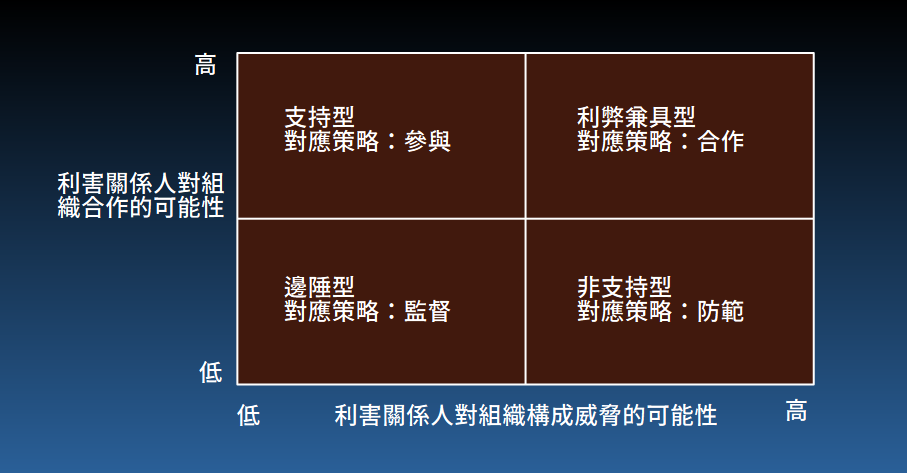 高
支持型
對應策略：參與
利弊兼具型
對應策略：合作
利害關係人對組
織合作的可能性
邊陲型
對應策略：監督
非支持型
對應策略：防範
低
低
利害關係人對組織構成威脅的可能性
高